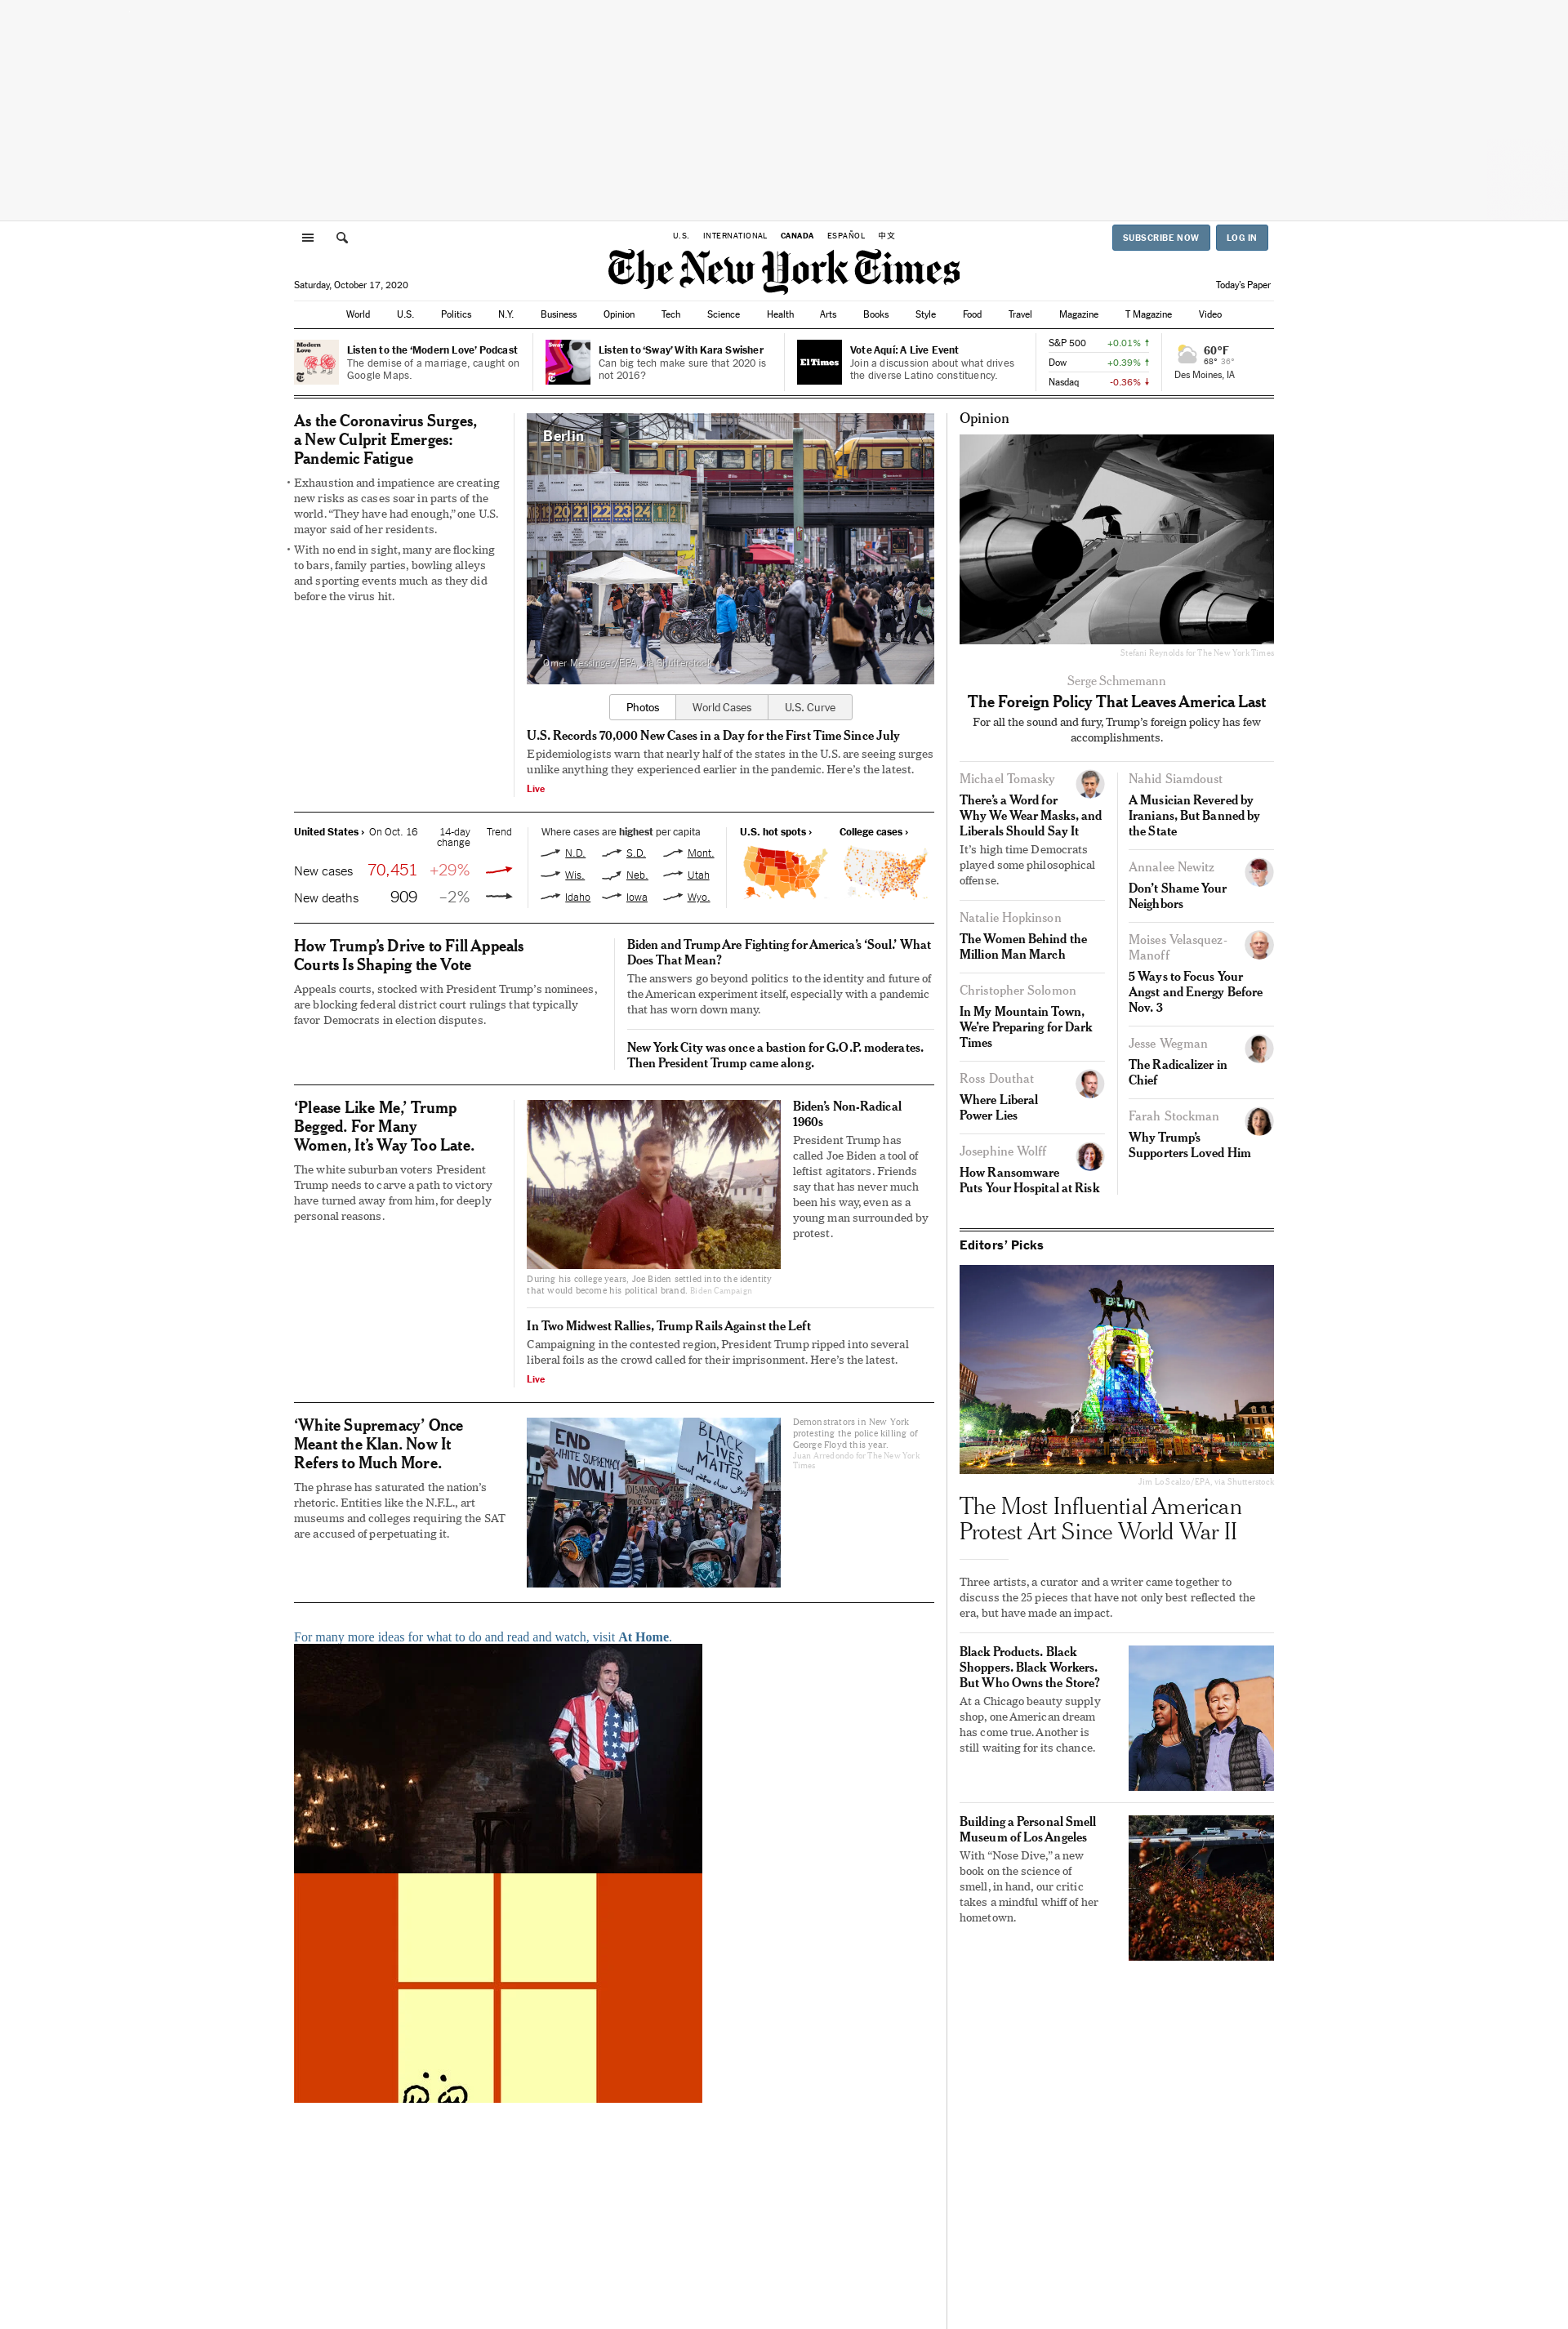 U.S. INTERNATIONAL CANADA ESPAÑOL 中文
SUBSCRIBE NOW LOG IN
The New York Times
Saturday, October 17, 2020
Today's Paper
World U.S. Politics N.Y. Business Opinion Tech Science Health Arts Books Style Food Travel Magazine T Magazine Video
Modern
Love
Listen to the ‘Modern Love’ Podcast
The demise of a marriage, caught on
Google Maps.
Sway
Listen to ‘Sway’ With Kara Swisher
Can big tech make sure that 2020 is
not 2016?
El Times
Vote Aquí: A Live Event
Join a discussion about what drives
the diverse Latino constituency.
S&P 500 +0.01% ↑
Dow +0.39% ↑
Nasdaq -0.36% ↓
60°F
68° 36°
Des Moines, IA
As the Coronavirus Surges,
a New Culprit Emerges:
Pandemic Fatigue
• Exhaustion and impatience are creating
new risks as cases soar in parts of the
world. “They have had enough,” one U.S.
mayor said of her residents.
• With no end in sight, many are flocking
to bars, family parties, bowling alleys
and sporting events much as they did
before the virus hit.
Berlin
18 19 20 21 22 23 24 1 2
Omer Messinger/EPA, via Shutterstock
Photos World Cases U.S. Curve
U.S. Records 70,000 New Cases in a Day for the First Time Since July
Epidemiologists warn that nearly half of the states in the U.S. are seeing surges
unlike anything they experienced earlier in the pandemic. Here’s the latest.
Live
United States › On Oct. 16 14-day Trend
change
New cases 70,451 +29%
New deaths 909 –2%
Where cases are highest per capita
N.D. S.D. Mont.
Wis. Neb. Utah
Idaho Iowa Wyo.
U.S. hot spots › College cases ›
How Trump’s Drive to Fill Appeals
Courts Is Shaping the Vote
Appeals courts, stocked with President Trump’s nominees,
are blocking federal district court rulings that typically
favor Democrats in election disputes.
Biden and Trump Are Fighting for America’s ‘Soul.’ What
Does That Mean?
The answers go beyond politics to the identity and future of
the American experiment itself, especially with a pandemic
that has worn down many.
New York City was once a bastion for G.O.P. moderates.
Then President Trump came along.
‘Please Like Me,’ Trump
Begged. For Many
Women, It’s Way Too Late.
The white suburban voters President
Trump needs to carve a path to victory
have turned away from him, for deeply
personal reasons.
During his college years, Joe Biden settled into the identity
that would become his political brand. Biden Campaign
Biden’s Non-Radical
1960s
President Trump has
called Joe Biden a tool of
leftist agitators. Friends
say that has never much
been his way, even as a
young man surrounded by
protest.
In Two Midwest Rallies, Trump Rails Against the Left
Campaigning in the contested region, President Trump ripped into several
liberal foils as the crowd called for their imprisonment. Here’s the latest.
Live
‘White Supremacy’ Once
Meant the Klan. Now It
Refers to Much More.
The phrase has saturated the nation’s
rhetoric. Entities like the N.F.L., art
museums and colleges requiring the SAT
are accused of perpetuating it.
END
WHITE SUPREMACY
NOW!
BLACK
LIVES
MATTER
Demonstrators in New York
protesting the police killing of
George Floyd this year.
Juan Arredondo for The New York
Times
For many more ideas for what to do and read and watch, visit At Home.
Opinion
Stefani Reynolds for The New York Times
Serge Schmemann
The Foreign Policy That Leaves America Last
For all the sound and fury, Trump’s foreign policy has few
accomplishments.
Michael Tomasky
There’s a Word for
Why We Wear Masks, and
Liberals Should Say It
It’s high time Democrats
played some philosophical
offense.
Natalie Hopkinson
The Women Behind the
Million Man March
Christopher Solomon
In My Mountain Town,
We’re Preparing for Dark
Times
Ross Douthat
Where Liberal
Power Lies
Josephine Wolff
How Ransomware
Puts Your Hospital at Risk
Nahid Siamdoust
A Musician Revered by
Iranians, But Banned by
the State
Annalee Newitz
Don’t Shame Your
Neighbors
Moises Velasquez-
Manoff
5 Ways to Focus Your
Angst and Energy Before
Nov. 3
Jesse Wegman
The Radicalizer in
Chief
Farah Stockman
Why Trump’s
Supporters Loved Him
Editors’ Picks
BLM
Jim Lo Scalzo/EPA, via Shutterstock
The Most Influential American
Protest Art Since World War II
Three artists, a curator and a writer came together to
discuss the 25 pieces that have not only best reflected the
era, but have made an impact.
Black Products. Black
Shoppers. Black Workers.
But Who Owns the Store?
At a Chicago beauty supply
shop, one American dream
has come true. Another is
still waiting for its chance.
Building a Personal Smell
Museum of Los Angeles
With “Nose Dive,” a new
book on the science of
smell, in hand, our critic
takes a mindful whiff of her
hometown.